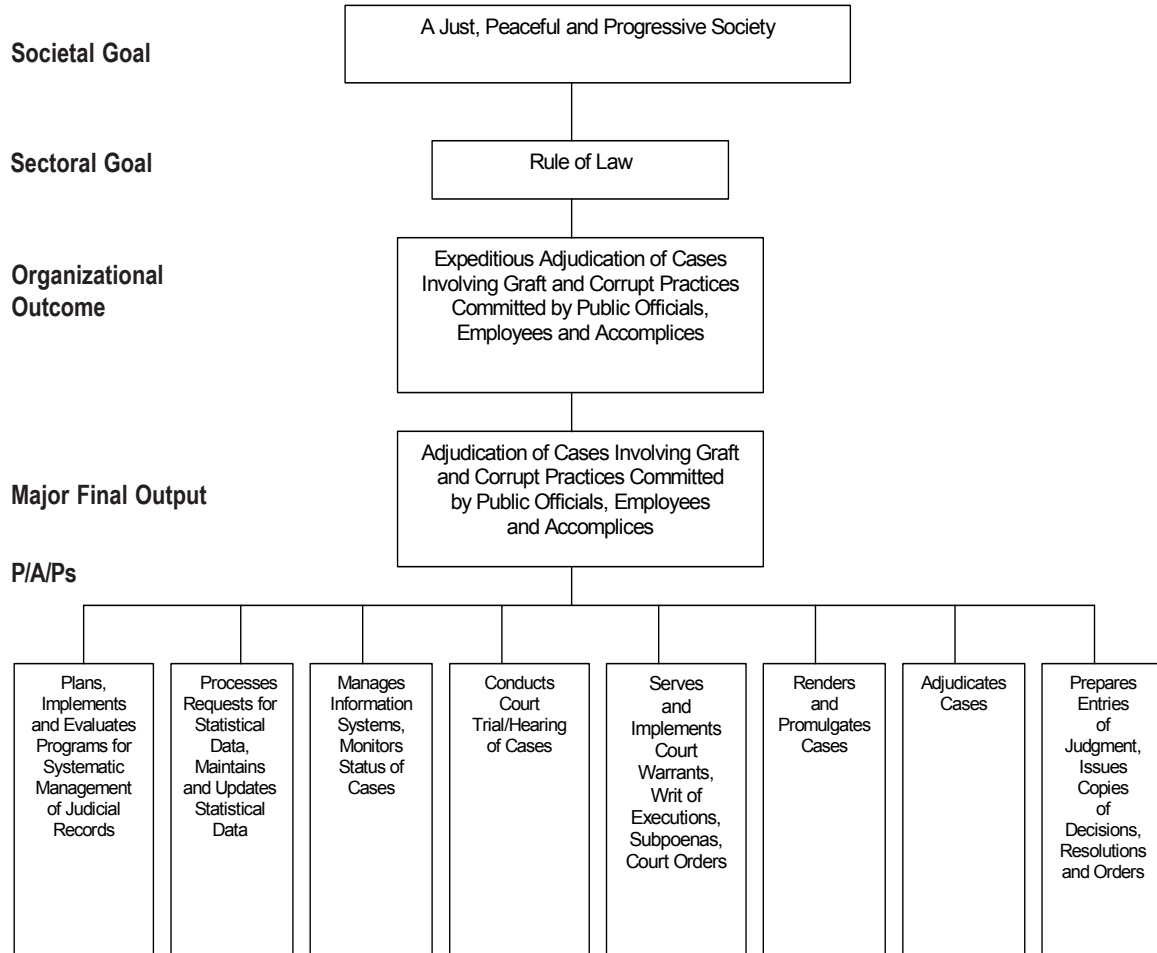 Societal Goal
A Just, Peaceful and Progressive Society
Sectoral Goal
Rule of Law
Organizational
Outcome
Expeditious Adjudication of Cases
Involving Graft and Corrupt Practices
Committed by Public Officials,
Employees and Accomplices
Major Final Output
Adjudication of Cases Involving Graft
and Corrupt Practices Committed
by Public Officials, Employees
and Accomplices
P/A/Ps
Plans,
Implements
and Evaluates
Programs for
Systematic
Management
of Judicial
Records
Processes
Requests for
Statistical
Data,
Maintains
and Updates
Statistical
Data
Manages
Information
Systems,
Monitors
Status of
Cases
Conducts
Court
Trial/Hearing
of Cases
Serves
and
Implements
Court
Warrants,
Writ of
Executions,
Subpoenas,
Court Orders
Renders
and
Promulgates
Cases
Adjudicates
Cases
Prepares
Entries
of
Judgment,
Issues
Copies
of
Decisions,
Resolutions
and Orders